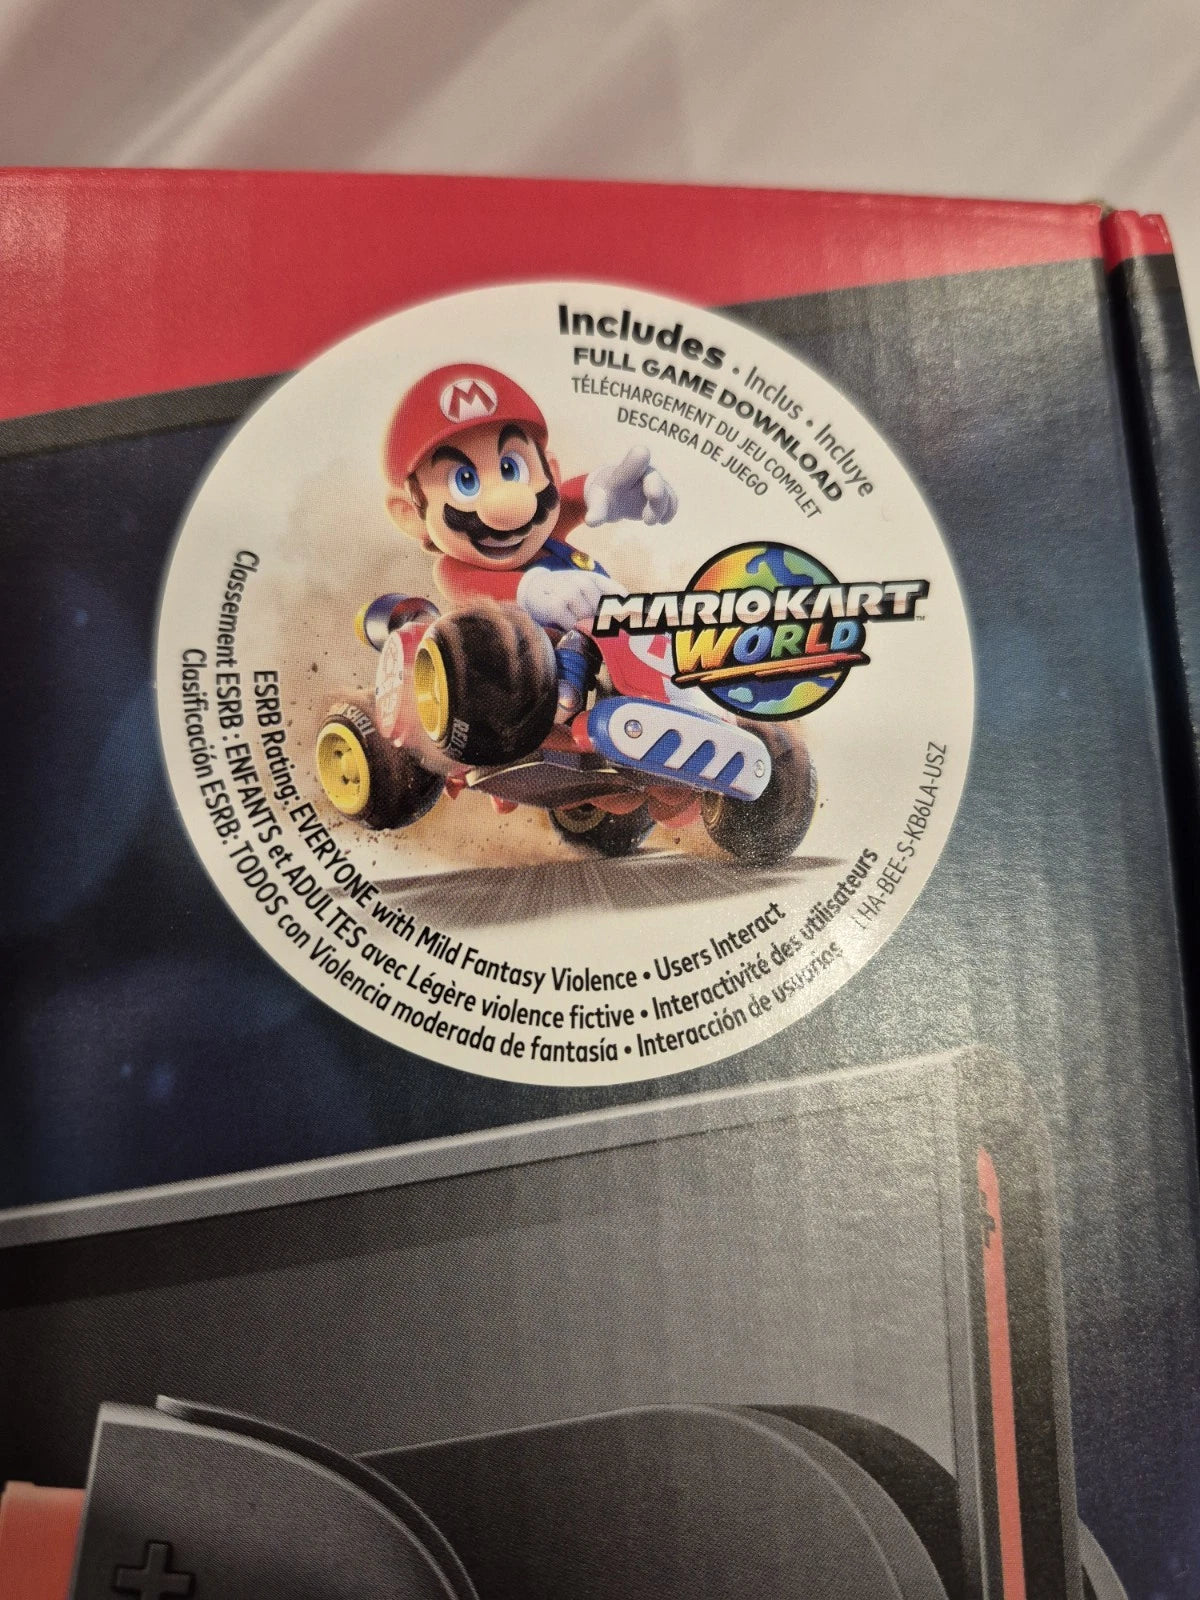 Includes • Inclus • Incluye
FULL GAME DOWNLOAD
TÉLÉCHARGEMENT DU JEU COMPLET
DESCARGA DE JUEGO
M
MARIOKART
WORLD
™
ESRB Rating: EVERYONE with Mild Fantasy Violence • Users Interact
Classement ESRB : ENFANTS et ADULTES avec Légère violence fictive • Interactivité des utilisateurs
Clasificación ESRB: TODOS con Violencia moderada de fantasía • Interacción de usuarios
HA-BEE-S-KB6LA-USZ